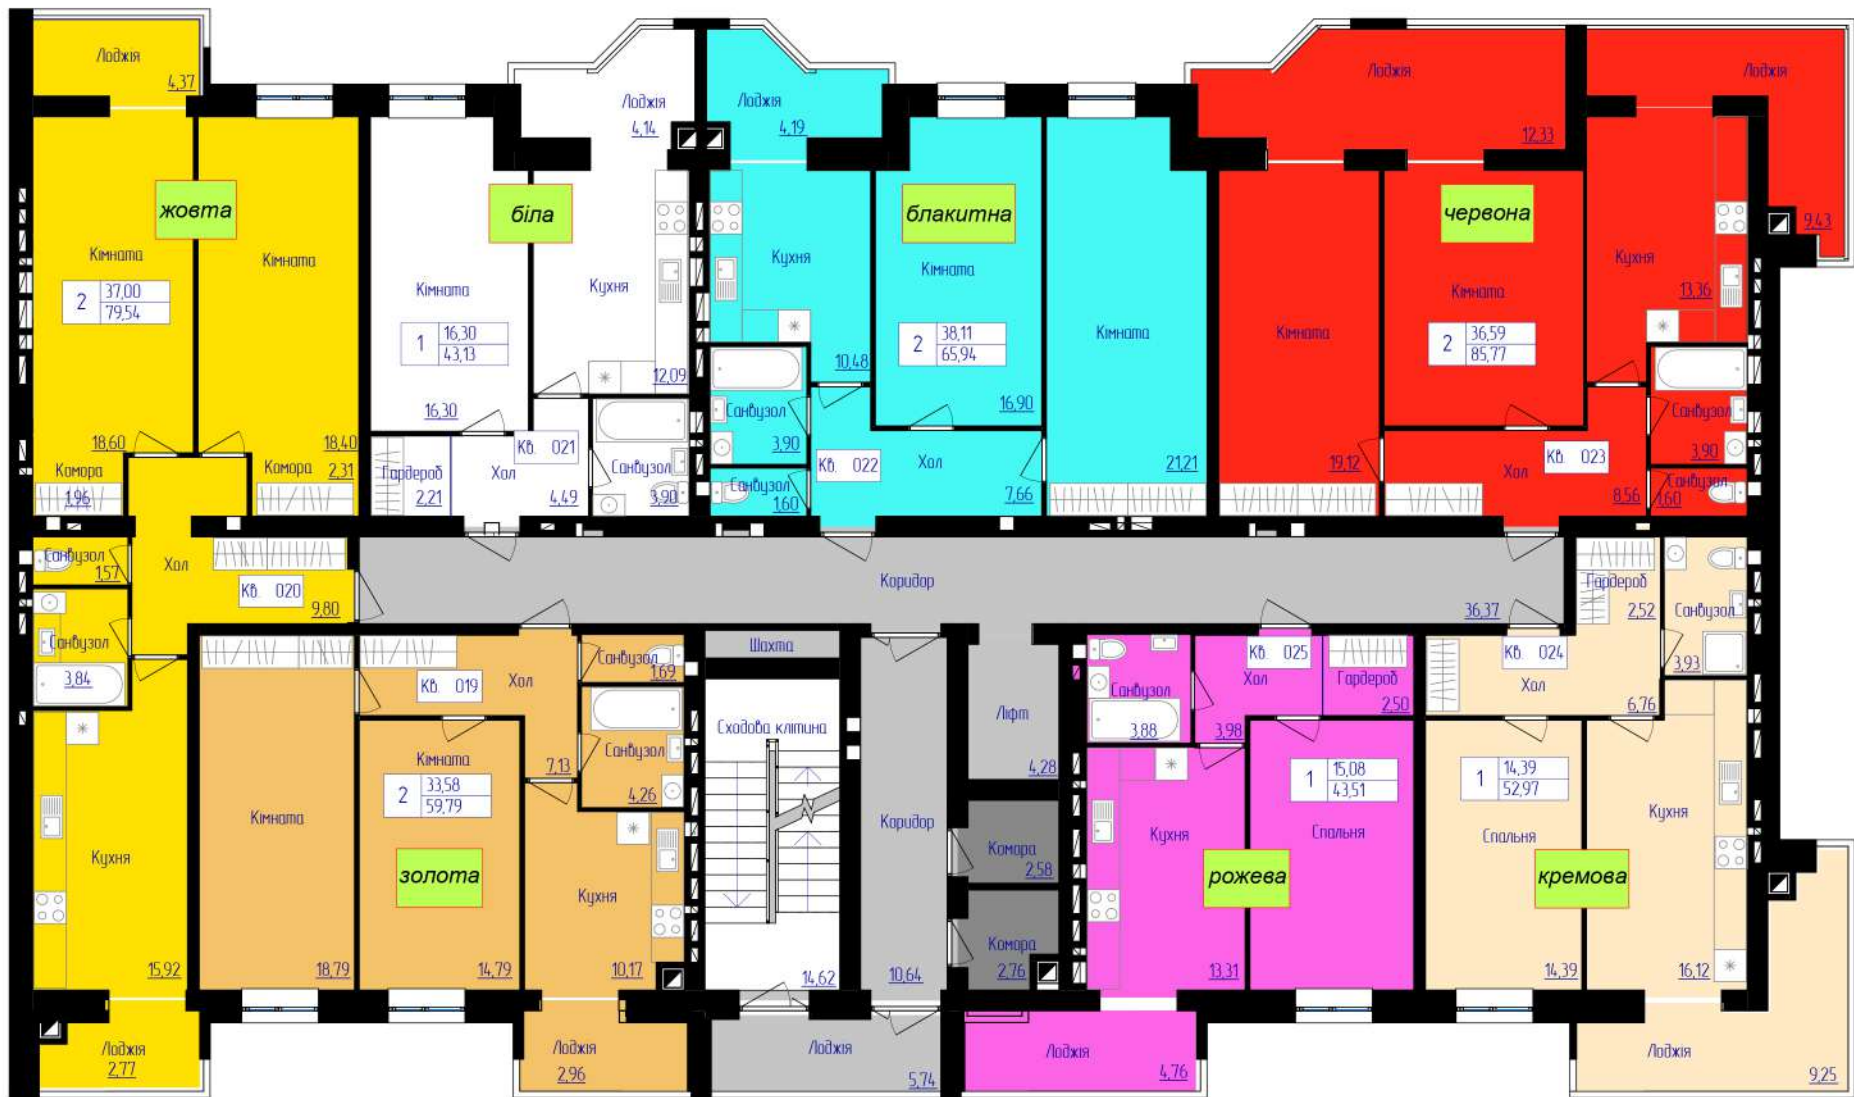 Лоджія
4,37
жовта
Кімната
2
37,00
79,54
18,60
Кімната
18,40
Комора
1,96
Комора
2,31
Санвузол
1,57
Хол
Кв. 020
9,80
Санвузол
3,84
Кухня
15,92
Лоджія
2,77
Лоджія
4,14
біла
Кімната
1
16,30
43,13
16,30
Кухня
12,09
Гардероб
2,21
Хол
Кв. 021
4,49
Санвузол
3,90
Лоджія
4,19
блакитна
Кухня
10,48
Кімната
2
38,11
65,94
16,90
Кімната
21,21
Санвузол
3,90
Санвузол
1,60
Кв. 022
Хол
7,66
Лоджія
12,33
Лоджія
9,43
червона
Кімната
19,12
Кімната
2
36,59
85,77
Кухня
13,36
Хол
Кв. 023
8,56
Санвузол
3,90
Санвузол
1,60
Коридор
36,37
Кімната
18,79
Кв. 019
Хол
7,13
Санвузол
1,69
Санвузол
4,26
Кімната
2
33,58
59,79
золота
14,79
Кухня
10,17
Лоджія
2,96
Шахта
Сходова клітина
14,62
Коридор
10,64
Лоджія
5,74
Ліфт
4,28
Комора
2,58
Комора
2,76
Санвузол
3,88
Кв. 025
Хол
3,98
Гардероб
2,50
Кухня
13,31
1
15,08
43,51
Спальня
рожева
Лоджія
4,76
Гардероб
2,52
Санвузол
3,93
Кв. 024
Хол
6,76
1
14,39
52,97
Спальня
14,39
кремова
Кухня
16,12
Лоджія
9,25